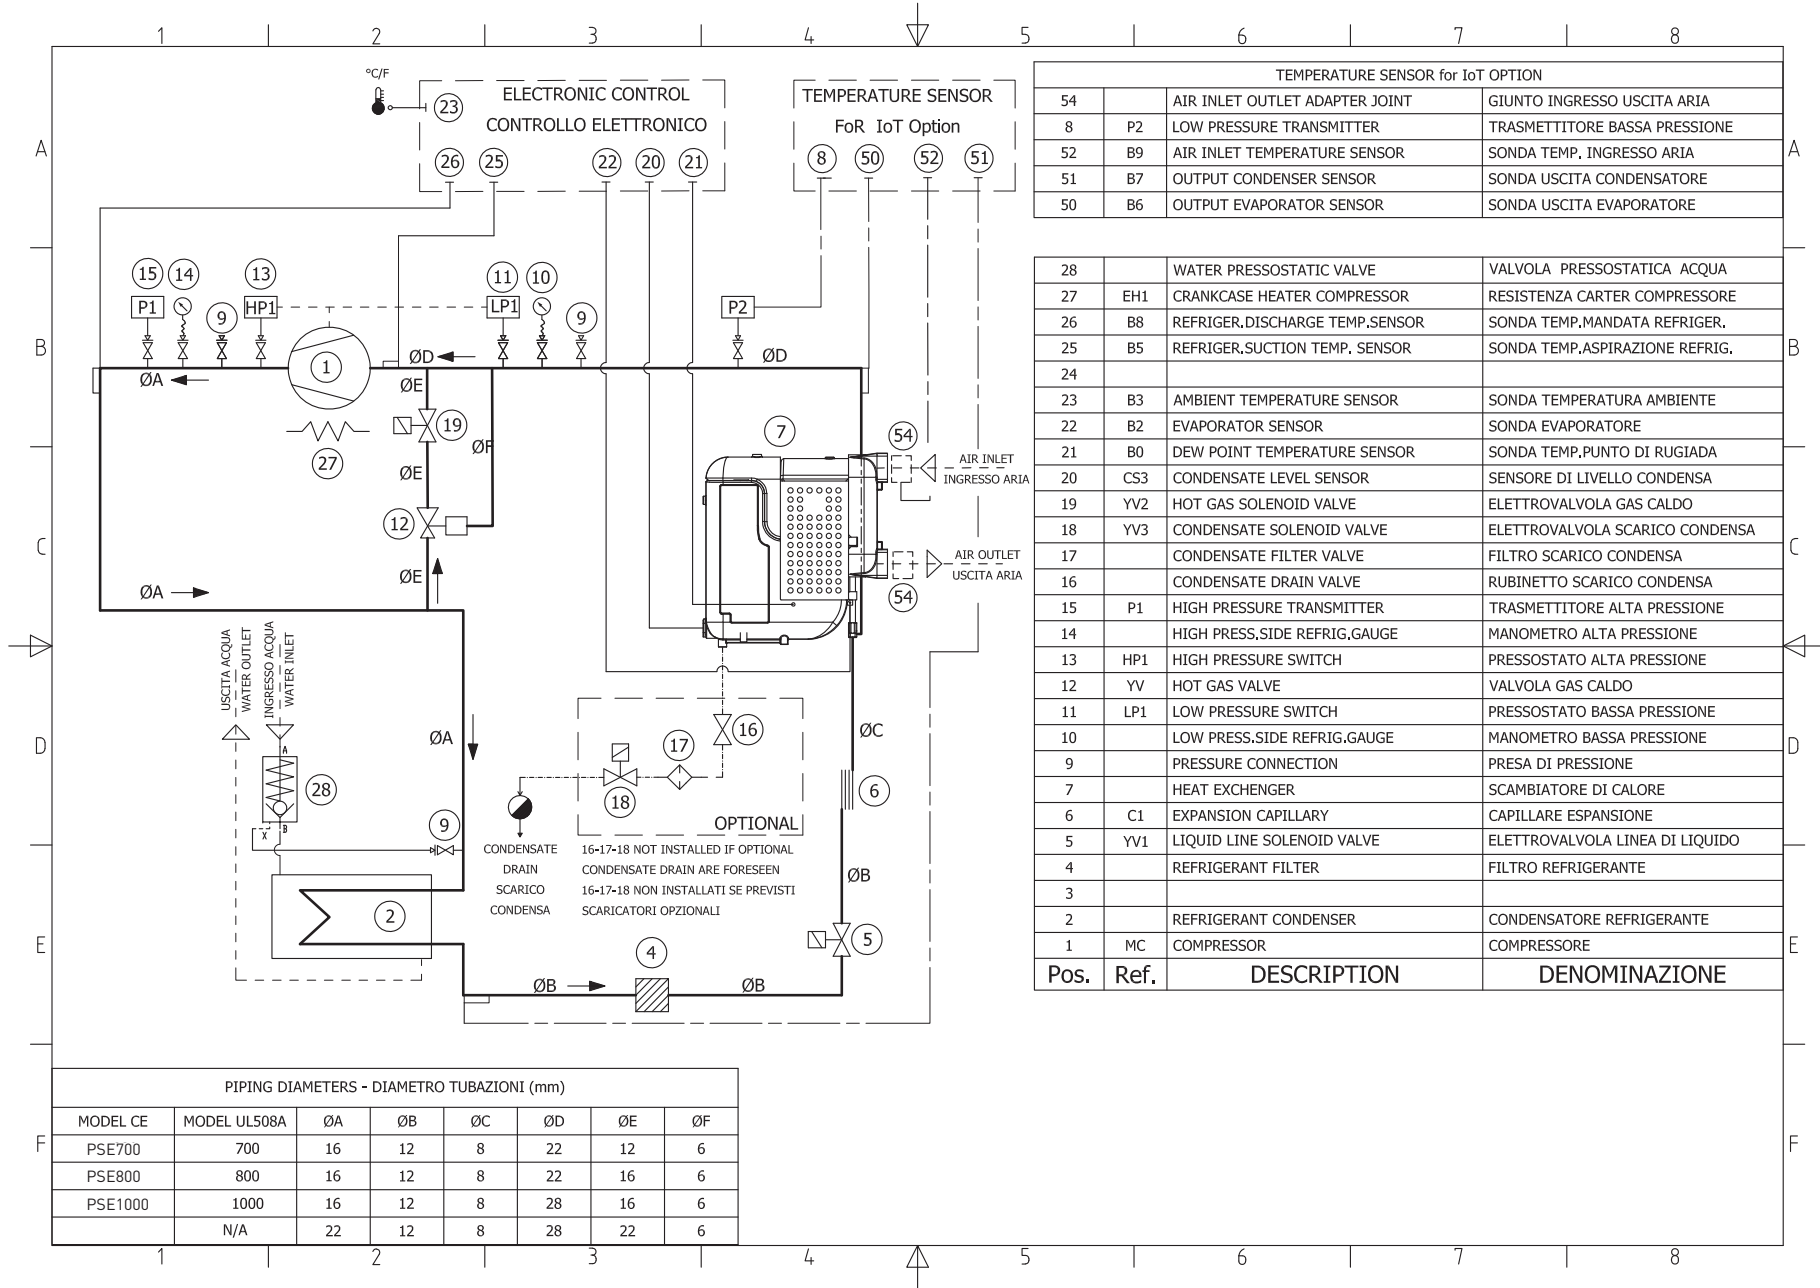 1 2 3 4 5 6 7 8
A
B
C
D
E
F
°C/F
23
ELECTRONIC CONTROL
CONTROLLO ELETTRONICO
26 25 22 20 21
TEMPERATURE SENSOR
FoR IoT Option
8 50 52 51
15 14 13 11 10
P1 9 HP1 LP1 9 P2
1
ØD ØD
ØA ØE
19
ØF
27
ØE
12
ØE
ØA
7
54
AIR INLET
INGRESSO ARIA
AIR OUTLET
USCITA ARIA
54
USCITA ACQUA
WATER OUTLET
INGRESSO ACQUA
WATER INLET
A
28
X B
ØA
9
2
16
17
18
OPTIONAL
CONDENSATE
DRAIN
SCARICO
CONDENSA
16-17-18 NOT INSTALLED IF OPTIONAL
CONDENSATE DRAIN ARE FORESEEN
16-17-18 NON INSTALLATI SE PREVISTI
SCARICATORI OPZIONALI
ØC
6
ØB
5
4
ØB ØB
TEMPERATURE SENSOR for IoT OPTION
54 AIR INLET OUTLET ADAPTER JOINT GIUNTO INGRESSO USCITA ARIA
8 P2 LOW PRESSURE TRANSMITTER TRASMETTITORE BASSA PRESSIONE
52 B9 AIR INLET TEMPERATURE SENSOR SONDA TEMP. INGRESSO ARIA
51 B7 OUTPUT CONDENSER SENSOR SONDA USCITA CONDENSATORE
50 B6 OUTPUT EVAPORATOR SENSOR SONDA USCITA EVAPORATORE
28 WATER PRESSOSTATIC VALVE VALVOLA PRESSOSTATICA ACQUA
27 EH1 CRANKCASE HEATER COMPRESSOR RESISTENZA CARTER COMPRESSORE
26 B8 REFRIGER.DISCHARGE TEMP.SENSOR SONDA TEMP.MANDATA REFRIGER.
25 B5 REFRIGER.SUCTION TEMP. SENSOR SONDA TEMP.ASPIRAZIONE REFRIG.
24
23 B3 AMBIENT TEMPERATURE SENSOR SONDA TEMPERATURA AMBIENTE
22 B2 EVAPORATOR SENSOR SONDA EVAPORATORE
21 B0 DEW POINT TEMPERATURE SENSOR SONDA TEMP.PUNTO DI RUGIADA
20 CS3 CONDENSATE LEVEL SENSOR SENSORE DI LIVELLO CONDENSA
19 YV2 HOT GAS SOLENOID VALVE ELETTROVALVOLA GAS CALDO
18 YV3 CONDENSATE SOLENOID VALVE ELETTROVALVOLA SCARICO CONDENSA
17 CONDENSATE FILTER VALVE FILTRO SCARICO CONDENSA
16 CONDENSATE DRAIN VALVE RUBINETTO SCARICO CONDENSA
15 P1 HIGH PRESSURE TRANSMITTER TRASMETTITORE ALTA PRESSIONE
14 HIGH PRESS.SIDE REFRIG.GAUGE MANOMETRO ALTA PRESSIONE
13 HP1 HIGH PRESSURE SWITCH PRESSOSTATO ALTA PRESSIONE
12 YV HOT GAS VALVE VALVOLA GAS CALDO
11 LP1 LOW PRESSURE SWITCH PRESSOSTATO BASSA PRESSIONE
10 LOW PRESS.SIDE REFRIG.GAUGE MANOMETRO BASSA PRESSIONE
9 PRESSURE CONNECTION PRESA DI PRESSIONE
7 HEAT EXCHENGER SCAMBIATORE DI CALORE
6 C1 EXPANSION CAPILLARY CAPILLARE ESPANSIONE
5 YV1 LIQUID LINE SOLENOID VALVE ELETTROVALVOLA LINEA DI LIQUIDO
4 REFRIGERANT FILTER FILTRO REFRIGERANTE
3
2 REFRIGERANT CONDENSER CONDENSATORE REFRIGERANTE
1 MC COMPRESSOR COMPRESSORE
Pos. Ref. DESCRIPTION DENOMINAZIONE
PIPING DIAMETERS - DIAMETRO TUBAZIONI (mm)
MODEL CE MODEL UL508A ØA ØB ØC ØD ØE ØF
PSE700 700 16 12 8 22 12 6
PSE800 800 16 12 8 22 16 6
PSE1000 1000 16 12 8 28 16 6
N/A 22 12 8 28 22 6
A
B
C
D
E
F
1 2 3 4 5 6 7 8